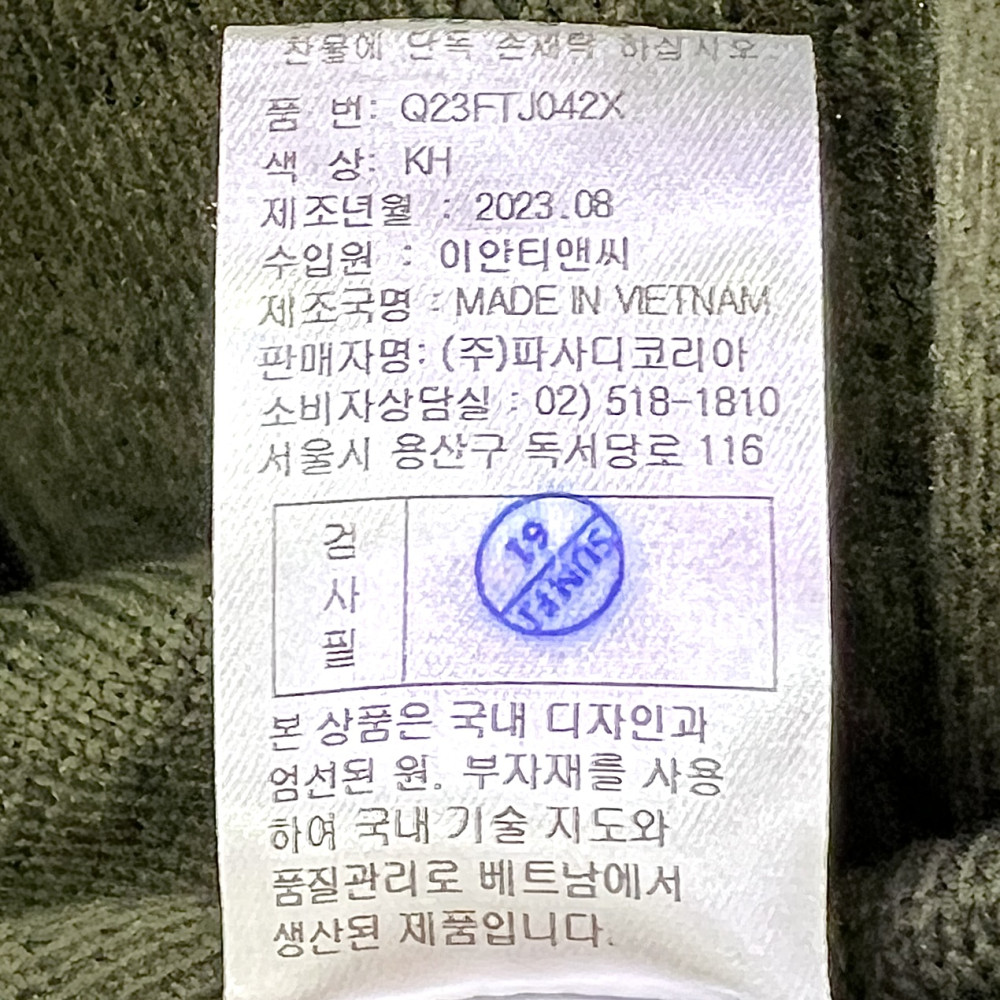 찬물에 단독 손세탁 하십시오.
품 번: Q23FTJ042X
색 상: KH
제조년월 : 2023.08
수입원 : 이얀티앤씨
제조국명 : MADE IN VIETNAM
판매자명: (주)파사디코리아
소비자상담실 : 02) 518-1810
서울시 용산구 독서당로 116
검
사
필
61
본 상품은 국내 디자인과
엄선된 원. 부자재를 사용
하여 국내 기술 지도와
품질관리로 베트남에서
생산된 제품입니다.